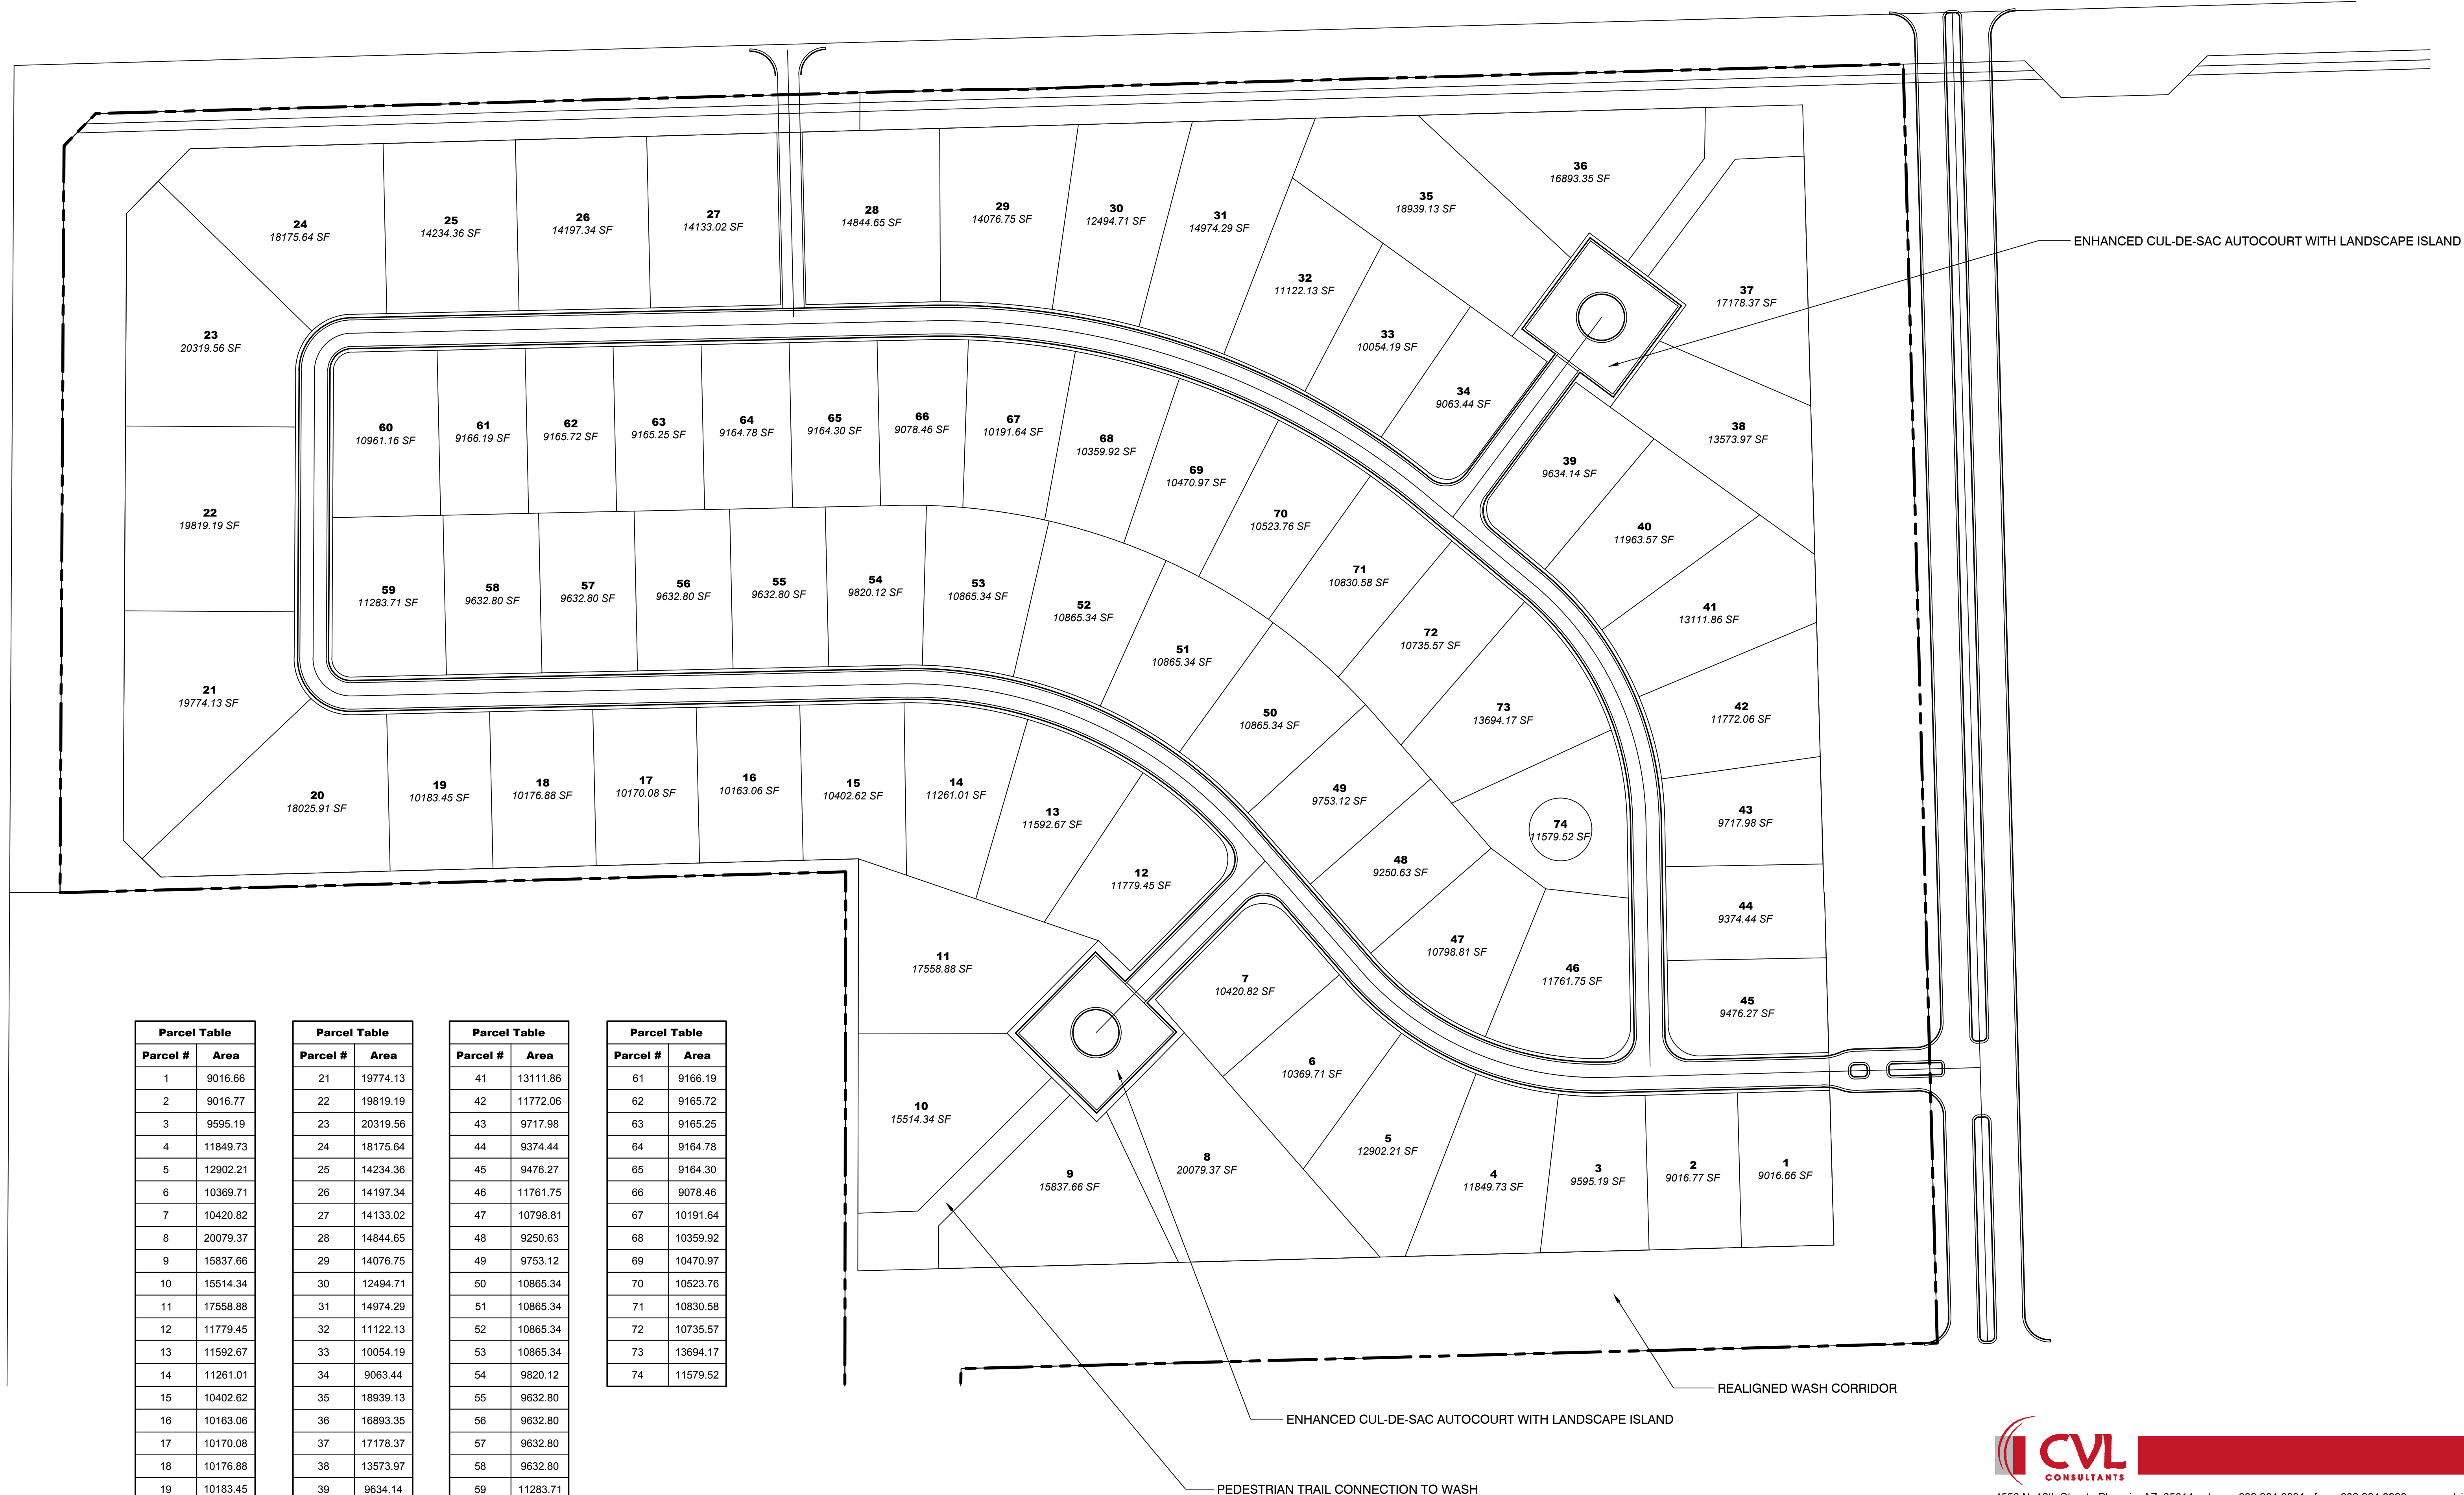 36
16893.35 SF
35
18939.13 SF
24
18175.64 SF
25
14234.36 SF
26
14197.34 SF
27
14133.02 SF
28
14844.65 SF
29
14076.75 SF
30
12494.71 SF
31
14974.29 SF
ENHANCED CUL-DE-SAC AUTOCOURT WITH LANDSCAPE ISLAND
32
11122.13 SF
37
17178.37 SF
23
20319.56 SF
33
10054.19 SF
34
9063.44 SF
60
10961.16 SF
61
9166.19 SF
62
9165.72 SF
63
9165.25 SF
64
9164.78 SF
65
9164.30 SF
66
9078.46 SF
67
10191.64 SF
68
10359.92 SF
69
10470.97 SF
38
13573.97 SF
39
9634.14 SF
22
19819.19 SF
70
10523.76 SF
40
11963.57 SF
71
10830.58 SF
59
11283.71 SF
58
9632.80 SF
57
9632.80 SF
56
9632.80 SF
55
9632.80 SF
54
9820.12 SF
53
10865.34 SF
52
10865.34 SF
51
10865.34 SF
72
10735.57 SF
41
13111.86 SF
21
19774.13 SF
50
10865.34 SF
73
13694.17 SF
42
11772.06 SF
20
18025.91 SF
19
10183.45 SF
18
10176.88 SF
17
10170.08 SF
16
10163.06 SF
15
10402.62 SF
14
11261.01 SF
13
11592.67 SF
49
9753.12 SF
74
11579.52 SF
43
9717.98 SF
12
11779.45 SF
48
9250.63 SF
44
9374.44 SF
11
17558.88 SF
7
10420.82 SF
47
10798.81 SF
46
11761.75 SF
45
9476.27 SF
6
10369.71 SF
10
15514.34 SF
9
15837.66 SF
8
20079.37 SF
5
12902.21 SF
4
11849.73 SF
3
9595.19 SF
2
9016.77 SF
1
9016.66 SF
Parcel Table
Parcel # Area
1 9016.66
2 9016.77
3 9595.19
4 11849.73
5 12902.21
6 10369.71
7 10420.82
8 20079.37
9 15837.66
10 15514.34
11 17558.88
12 11779.45
13 11592.67
14 11261.01
15 10402.62
16 10163.06
17 10170.08
18 10176.88
19 10183.45
Parcel Table
Parcel # Area
21 19774.13
22 19819.19
23 20319.56
24 18175.64
25 14234.36
26 14197.34
27 14133.02
28 14844.65
29 14076.75
30 12494.71
31 14974.29
32 11122.13
33 10054.19
34 9063.44
35 18939.13
36 16893.35
37 17178.37
38 13573.97
39 9634.14
Parcel Table
Parcel # Area
41 13111.86
42 11772.06
43 9717.98
44 9374.44
45 9476.27
46 11761.75
47 10798.81
48 9250.63
49 9753.12
50 10865.34
51 10865.34
52 10865.34
53 10865.34
54 9820.12
55 9632.80
56 9632.80
57 9632.80
58 9632.80
59 11283.71
Parcel Table
Parcel # Area
61 9166.19
62 9165.72
63 9165.25
64 9164.78
65 9164.30
66 9078.46
67 10191.64
68 10359.92
69 10470.97
70 10523.76
71 10830.58
72 10735.57
73 13694.17
74 11579.52
REALIGNED WASH CORRIDOR
ENHANCED CUL-DE-SAC AUTOCOURT WITH LANDSCAPE ISLAND
PEDESTRIAN TRAIL CONNECTION TO WASH
CVL
CONSULTANTS